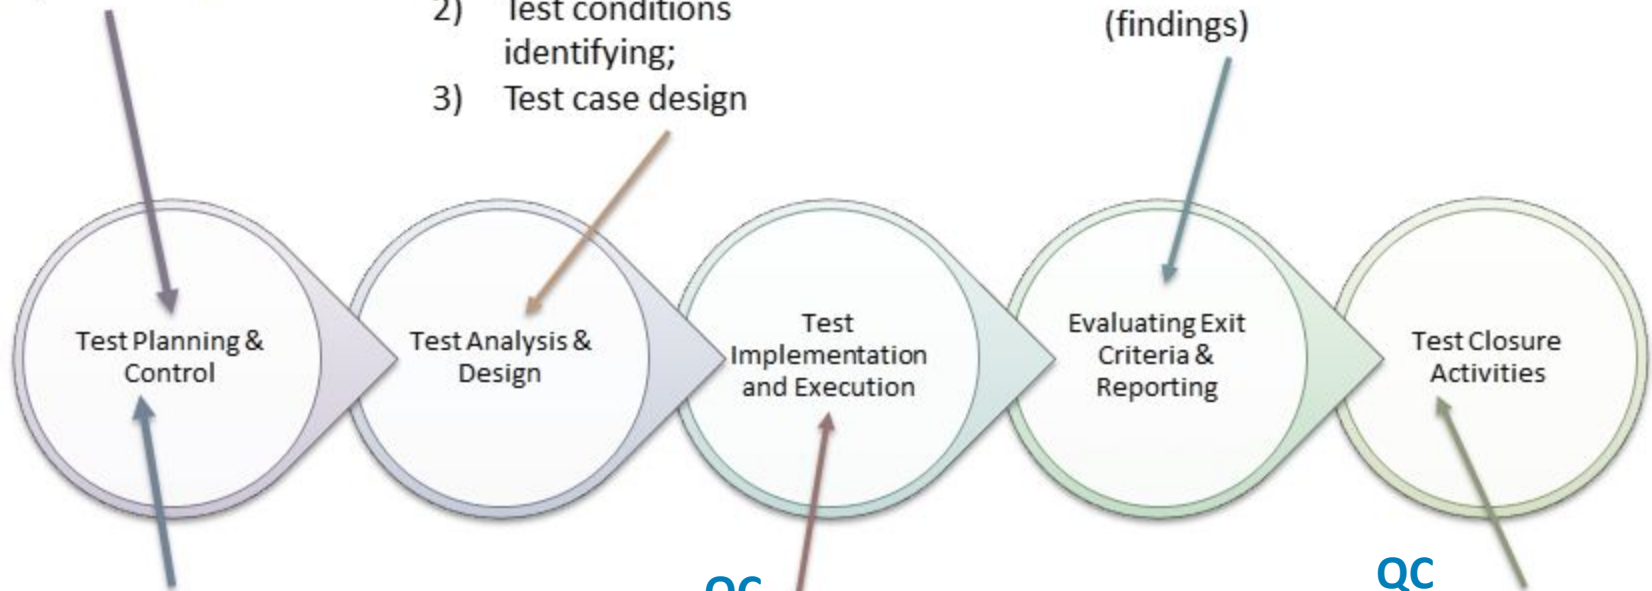 2) Test conditions
identifying;
3) Test case design
(findings)
Test Planning &
Control
Test Analysis &
Design
Test
Implementation
and Execution
Evaluating Exit
Criteria &
Reporting
Test Closure
Activities
QC
QC